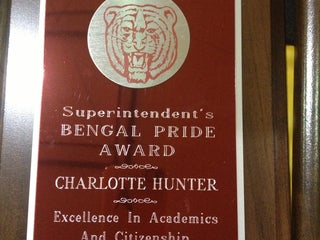 Superintendent's
BENGAL PRIDE
AWARD
CHARLOTTE HUNTER
Excellence In Academics
And Citizenship